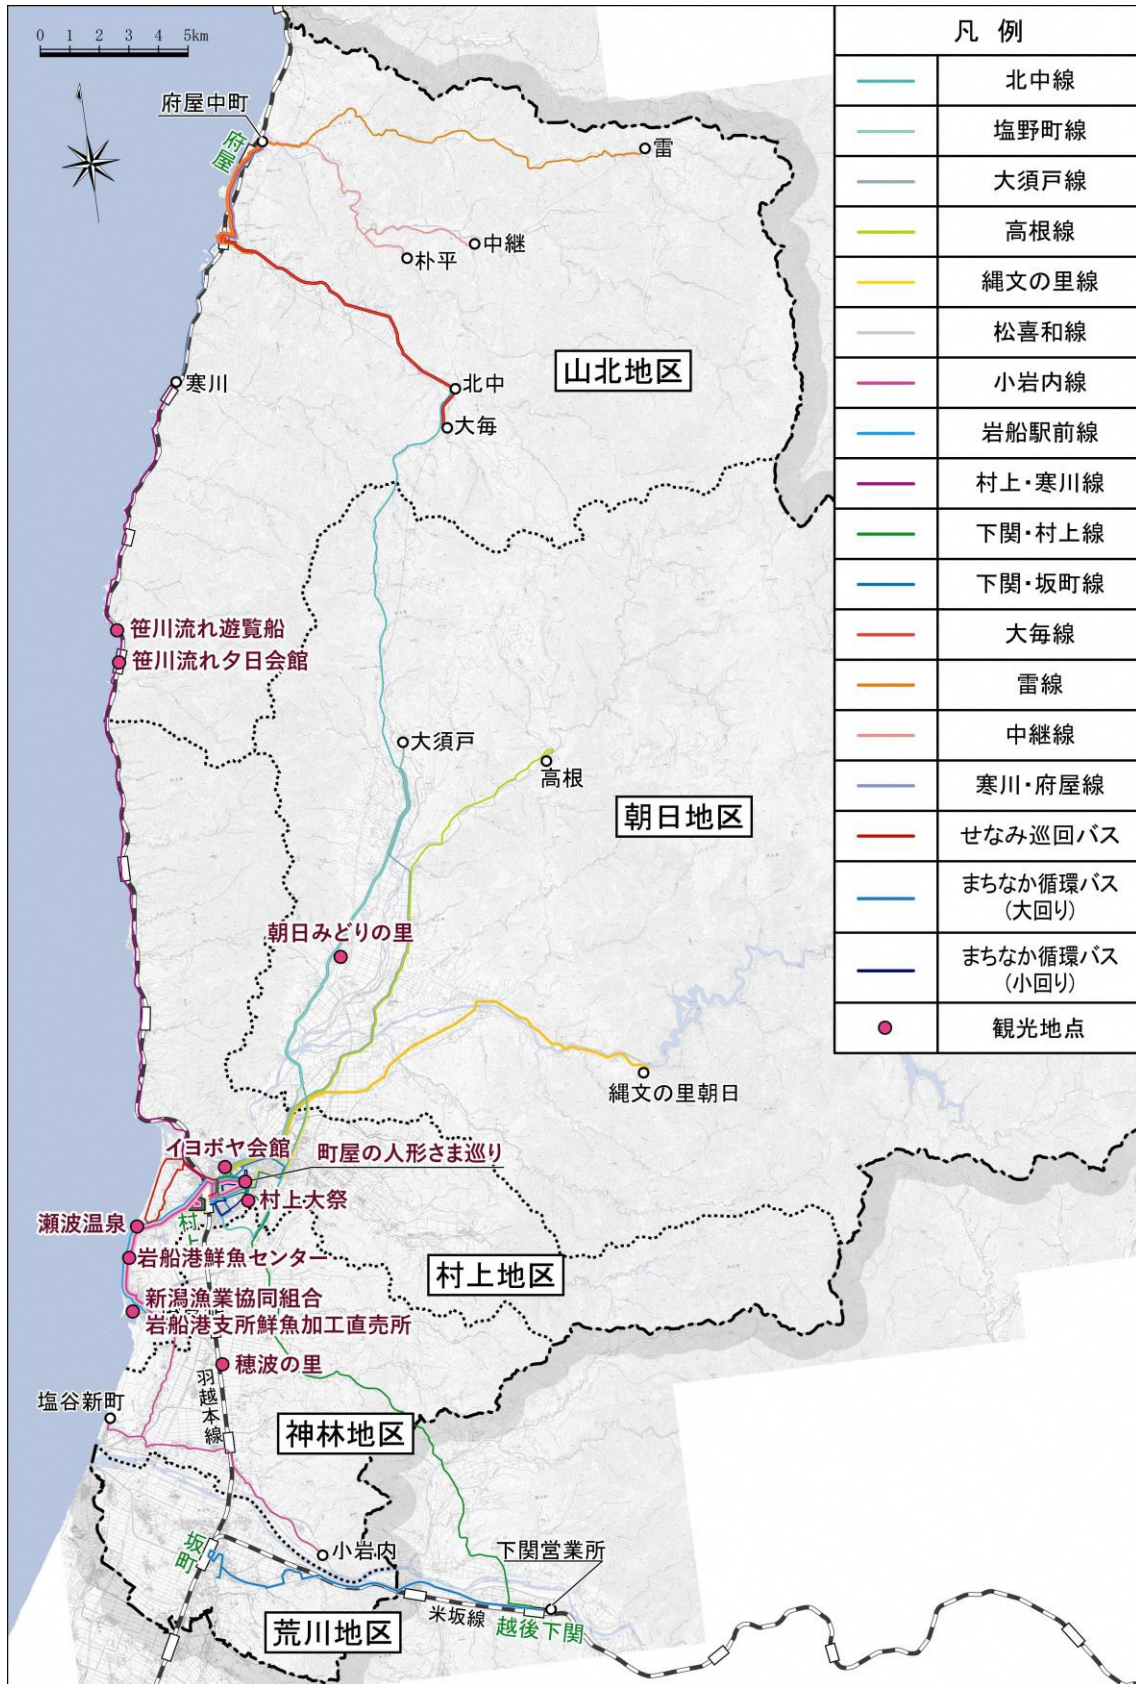 0 1 2 3 4 5km
府屋中町
府屋
雷
中継
朴平
山北地区
寒川
北中
大毎
笹川流れ遊覧船
笹川流れ夕日会館
大須戸
高根
朝日地区
朝日みどりの里
縄文の里朝日
イヨボヤ会館
町屋の人形さま巡り
村上大祭
村上
瀬波温泉
岩船港鮮魚センター
村上地区
新潟漁業協同組合
岩船港支所鮮魚加工直売所
穂波の里
羽越本線
塩谷新町
神林地区
坂町
小岩内
下関営業所
米坂線
越後下関
荒川地区
凡 例
北中線
塩野町線
大須戸線
高根線
縄文の里線
松喜和線
小岩内線
岩船駅前線
村上・寒川線
下関・村上線
下関・坂町線
大毎線
雷線
中継線
寒川・府屋線
せなみ巡回バス
まちなか循環バス
(大回り)
まちなか循環バス
(小回り)
観光地点